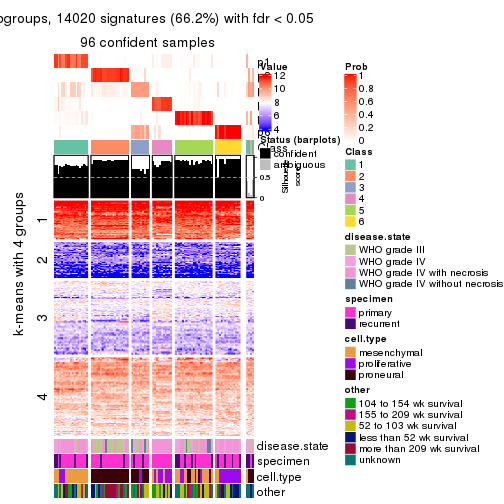 ogroups, 14020 signatures (66.2%) with fdr < 0.05
96 confident samples
k-means with 4 groups
1
2
3
4
Value
12
10
8
6
4
Status (barplots)
confident
ambiguous
0.5
0
Prob
1
0.8
0.6
0.4
0.2
0
Class
1
2
3
4
5
6
disease.state
WHO grade III
WHO grade IV
WHO grade IV with necrosis
WHO grade IV without necrosis
specimen
primary
recurrent
cell.type
mesenchymal
proliferative
proneural
other
104 to 154 wk survival
155 to 209 wk survival
52 to 103 wk survival
less than 52 wk survival
more than 209 wk survival
unknown
disease.state
specimen
cell.type
other